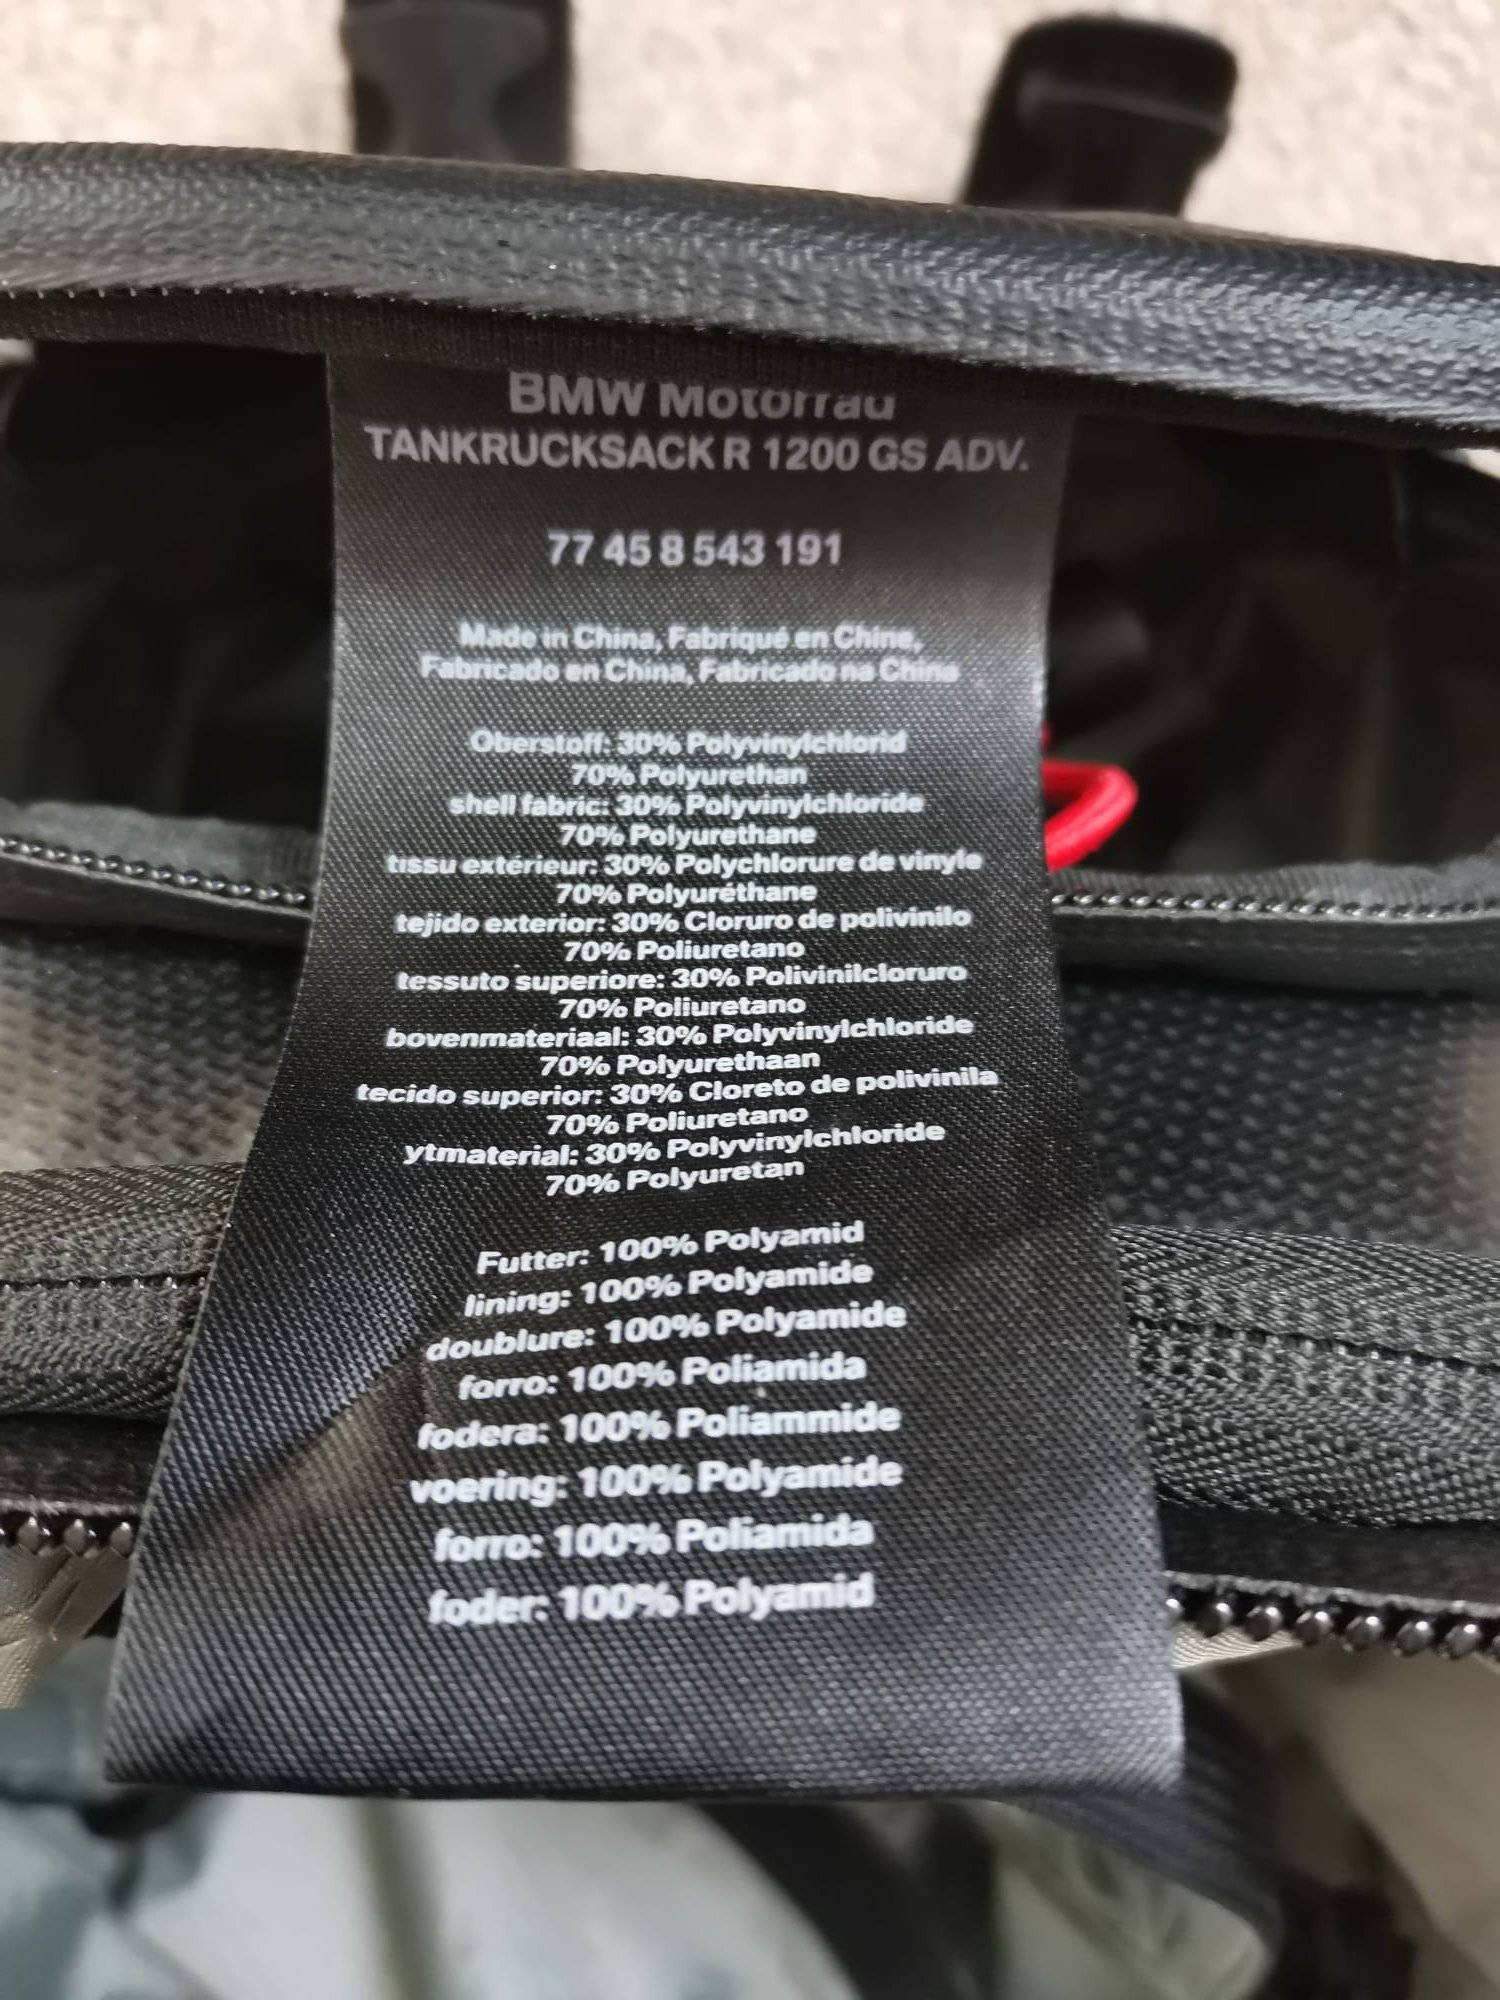 BMW Motorrad
TANKRUCKSACK R 1200 GS ADV.
77 45 8 543 191
Made in China, Fabriqué en Chine,
Fabricado en China, Fabricado na China
Oberstoff: 30% Polyvinylchlorid
70% Polyurethan
shell fabric: 30% Polyvinylchloride
70% Polyurethane
tissu extérieur: 30% Polychlorure de vinyle
70% Polyuréthane
tejido exterior: 30% Cloruro de polivinilo
70% Poliuretano
tessuto superiore: 30% Polivinilcloruro
70% Poliuretano
bovenmateriaal: 30% Polyvinylchloride
70% Polyurethaan
tecido superior: 30% Cloreto de polivinila
70% Poliuretano
ytmaterial: 30% Polyvinylchloride
70% Polyuretan
Futter: 100% Polyamid
lining: 100% Polyamide
doublure: 100% Polyamide
forro: 100% Poliamida
fodera: 100% Poliammide
voering: 100% Polyamide
forro: 100% Poliamida
foder: 100% Polyamid